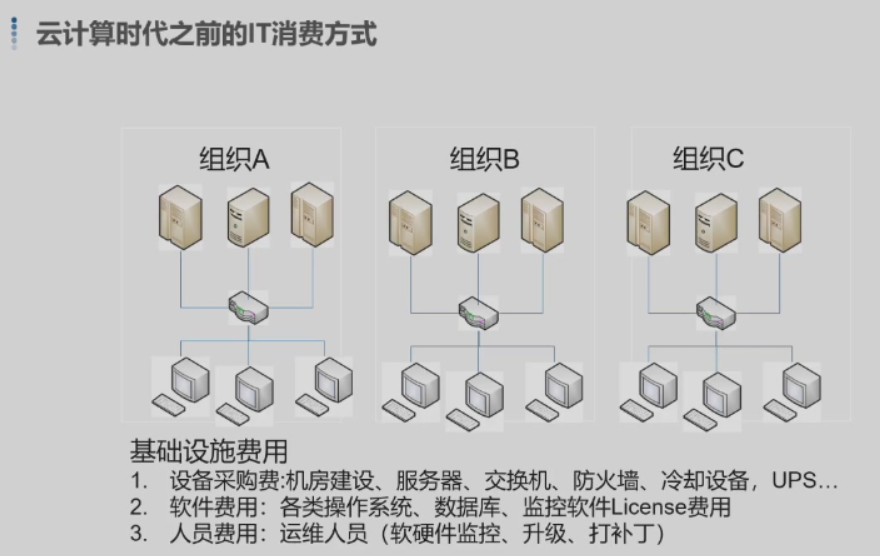 云计算时代之前的IT消费方式
组织A
组织B
组织C
基础设施费用
1. 设备采购费:机房建设、服务器、交换机、防火墙、冷却设备，UPS…
2. 软件费用：各类操作系统、数据库、监控软件License费用
3. 人员费用：运维人员（软硬件监控、升级、打补丁）